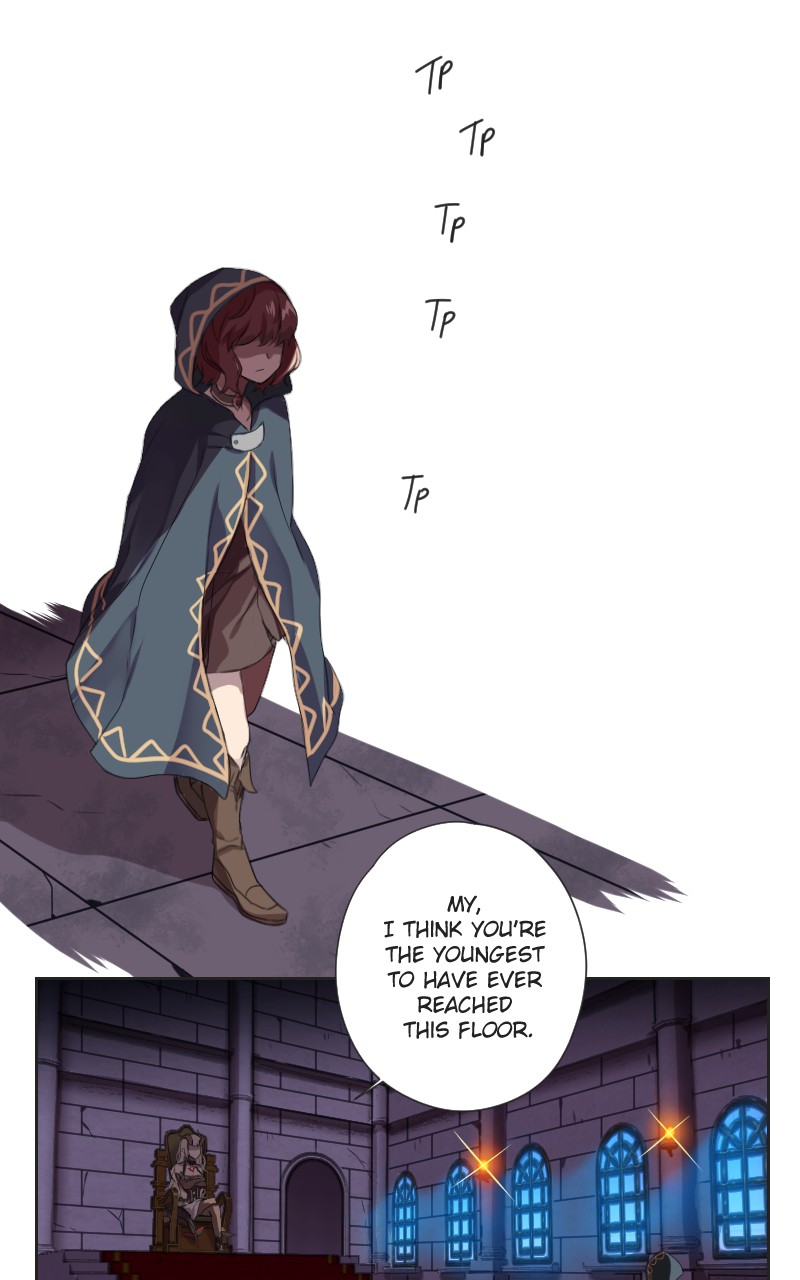 Tp
Tp
Tp
Tp
Tp
MY,
I THINK YOU'RE
THE YOUNGEST
TO HAVE EVER
REACHED
THIS FLOOR.